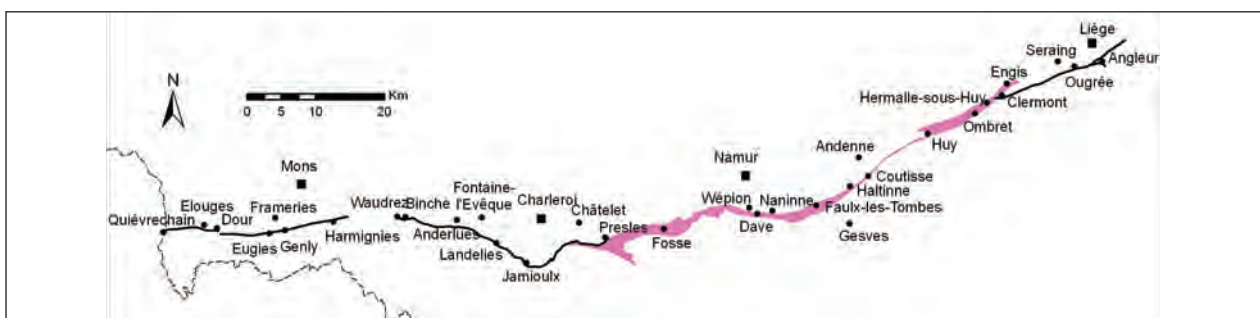 N
Km
0 5 10 20
Liège
Seraing
Angleur
Ougrée
Engis
Hermalle-sous-Huy
Clermont
Ombret
Huy
Andenne
Namur
Coutisse
Haltinne
Wépion
Naninne
Faulx-les-Tombes
Dave
Gesves
Mons
Fontaine-
l'Evêque
Charleroi
Châtelet
Waudrez
Binche
Presles
Fosse
Elouges
Frameries
Quiévrechain
Dour
Harmignies
Anderlues
Eugies
Genly
Landelies
Jamioulx